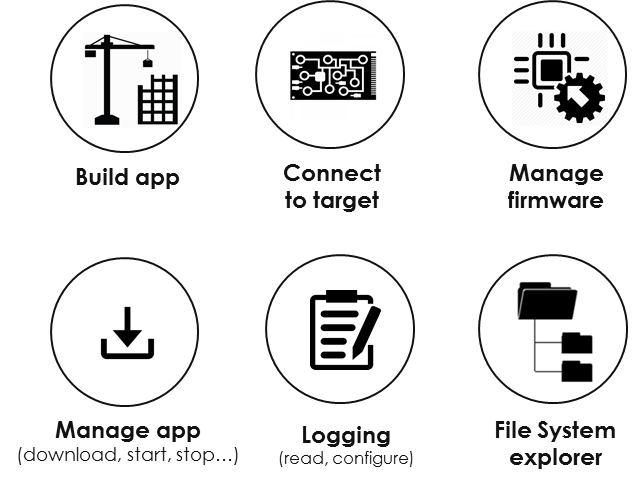 Build app
Connect
to target
Manage
firmware
Manage app
(download, start, stop...)
Logging
(read, configure)
File System
explorer